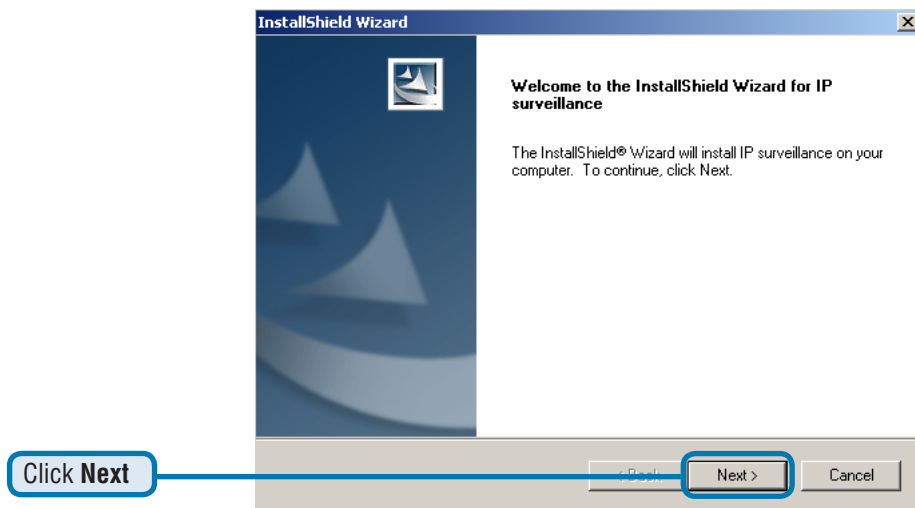 InstallShield Wizard
Welcome to the InstallShield Wizard for IP
surveillance
The InstallShield® Wizard will install IP surveillance on your
computer. To continue, click Next.
Click Next
< Back
Next >
Cancel